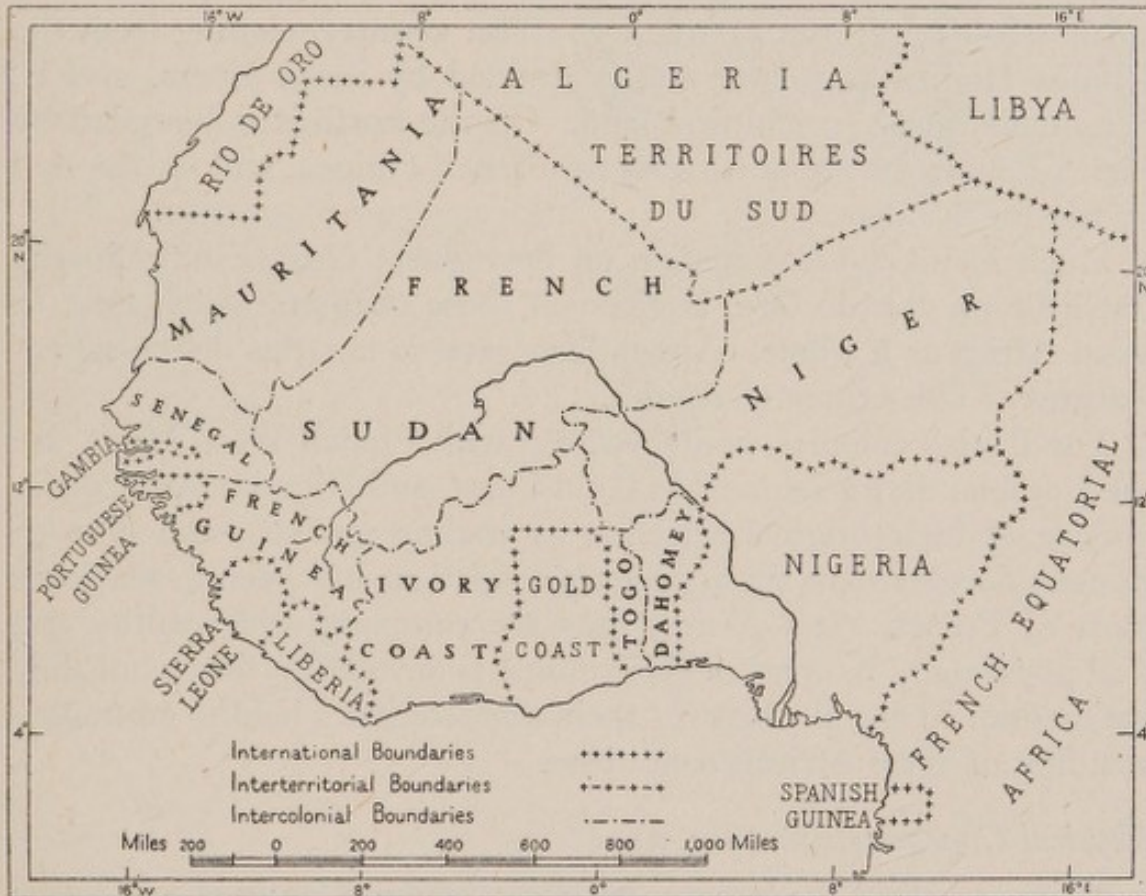 16° W 8° 0° 8° 16° E
RIO DE ORO
ALGERIA
LIBYA
TERRITOIRES
DU SUD
MAURITANIA
FRENCH
SUDAN
NIGER
SENEGAL
GAMBIA
PORTUGUESE
GUINEA
FRENCH
GUINEA
SIERRA
LEONE
LIBERIA
IVORY
COAST
GOLD
COAST
TOGO
DAHOMEY
NIGERIA
FRENCH EQUATORIAL
AFRICA
SPANISH
GUINEA
International Boundaries
Interterritorial Boundaries
Intercolonial Boundaries
Miles 200 0 200 400 600 800 1,000 Miles
16° W 8° 0° 8° 16° E